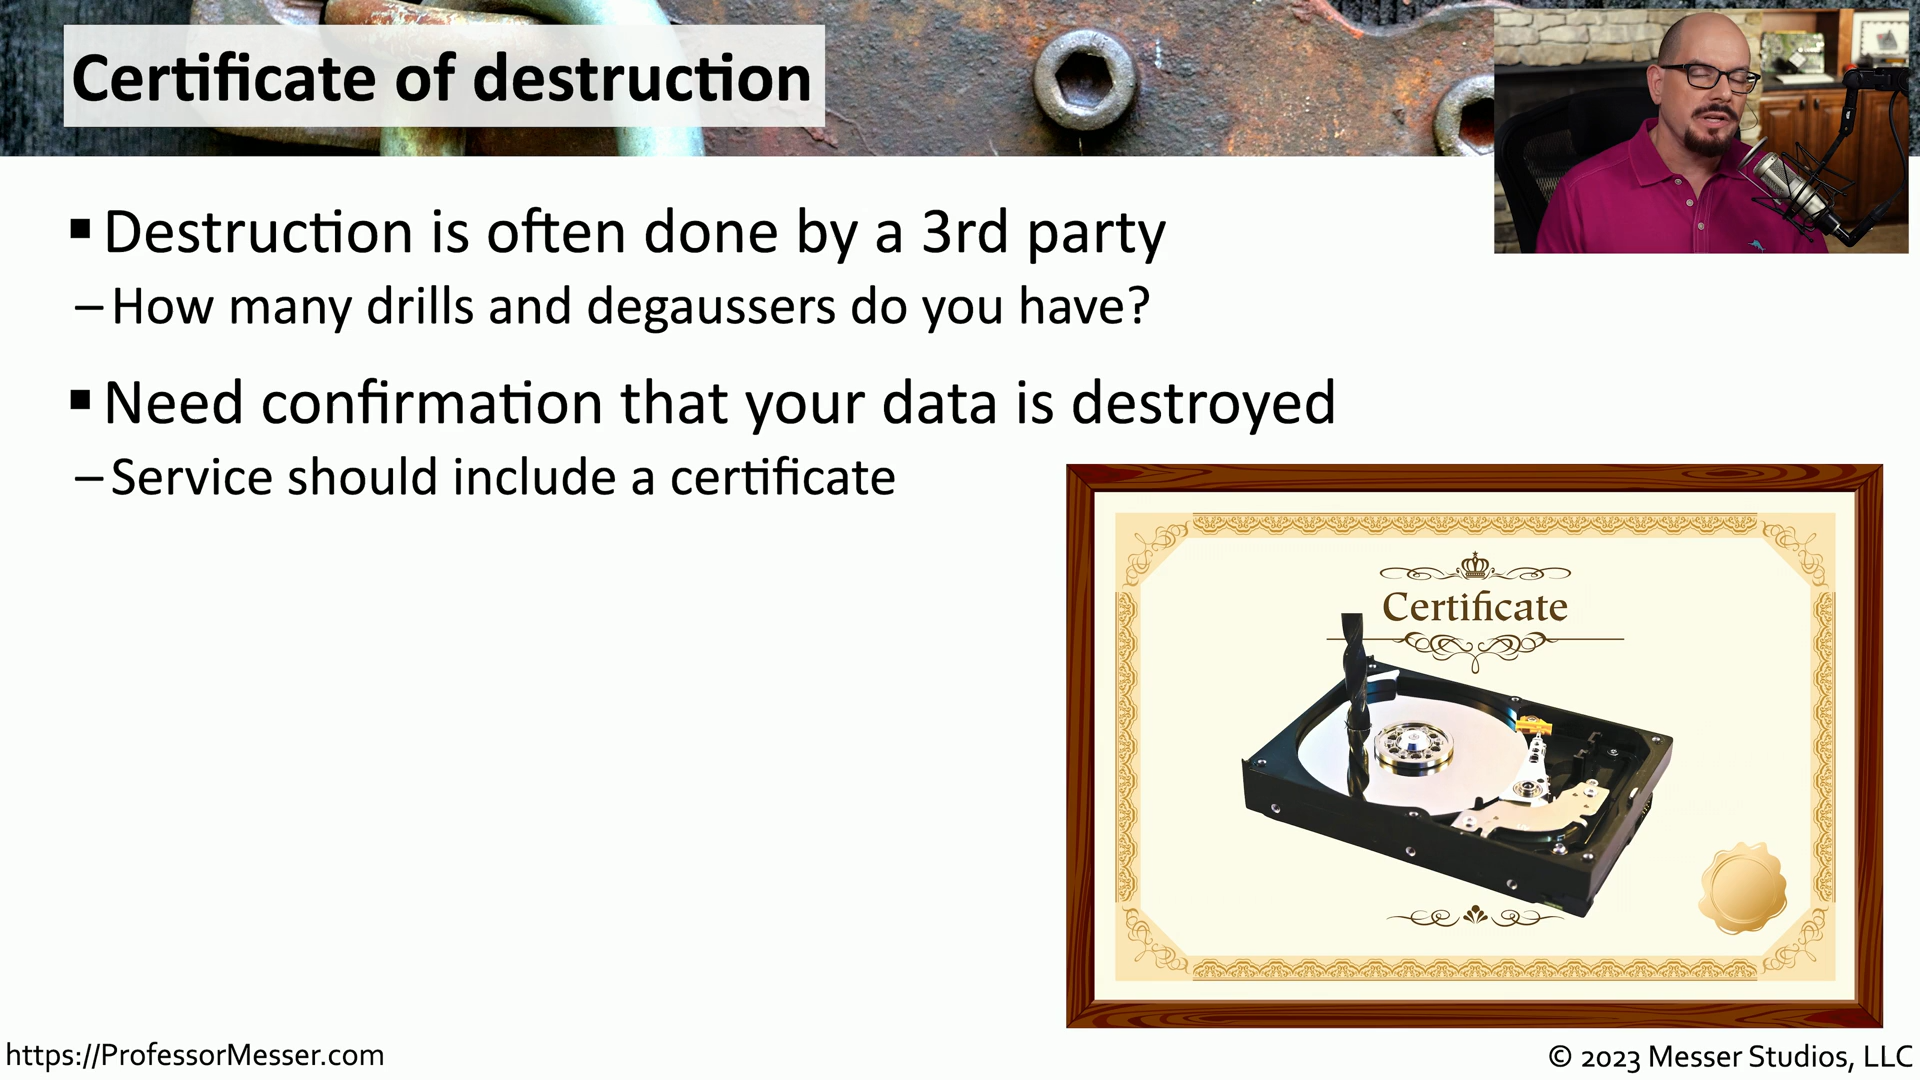 Certificate of destruction
▪ Destruction is often done by a 3rd party
– How many drills and degaussers do you have?
▪ Need confirmation that your data is destroyed
– Service should include a certificate
Certificate
https://ProfessorMesser.com
© 2023 Messer Studios, LLC